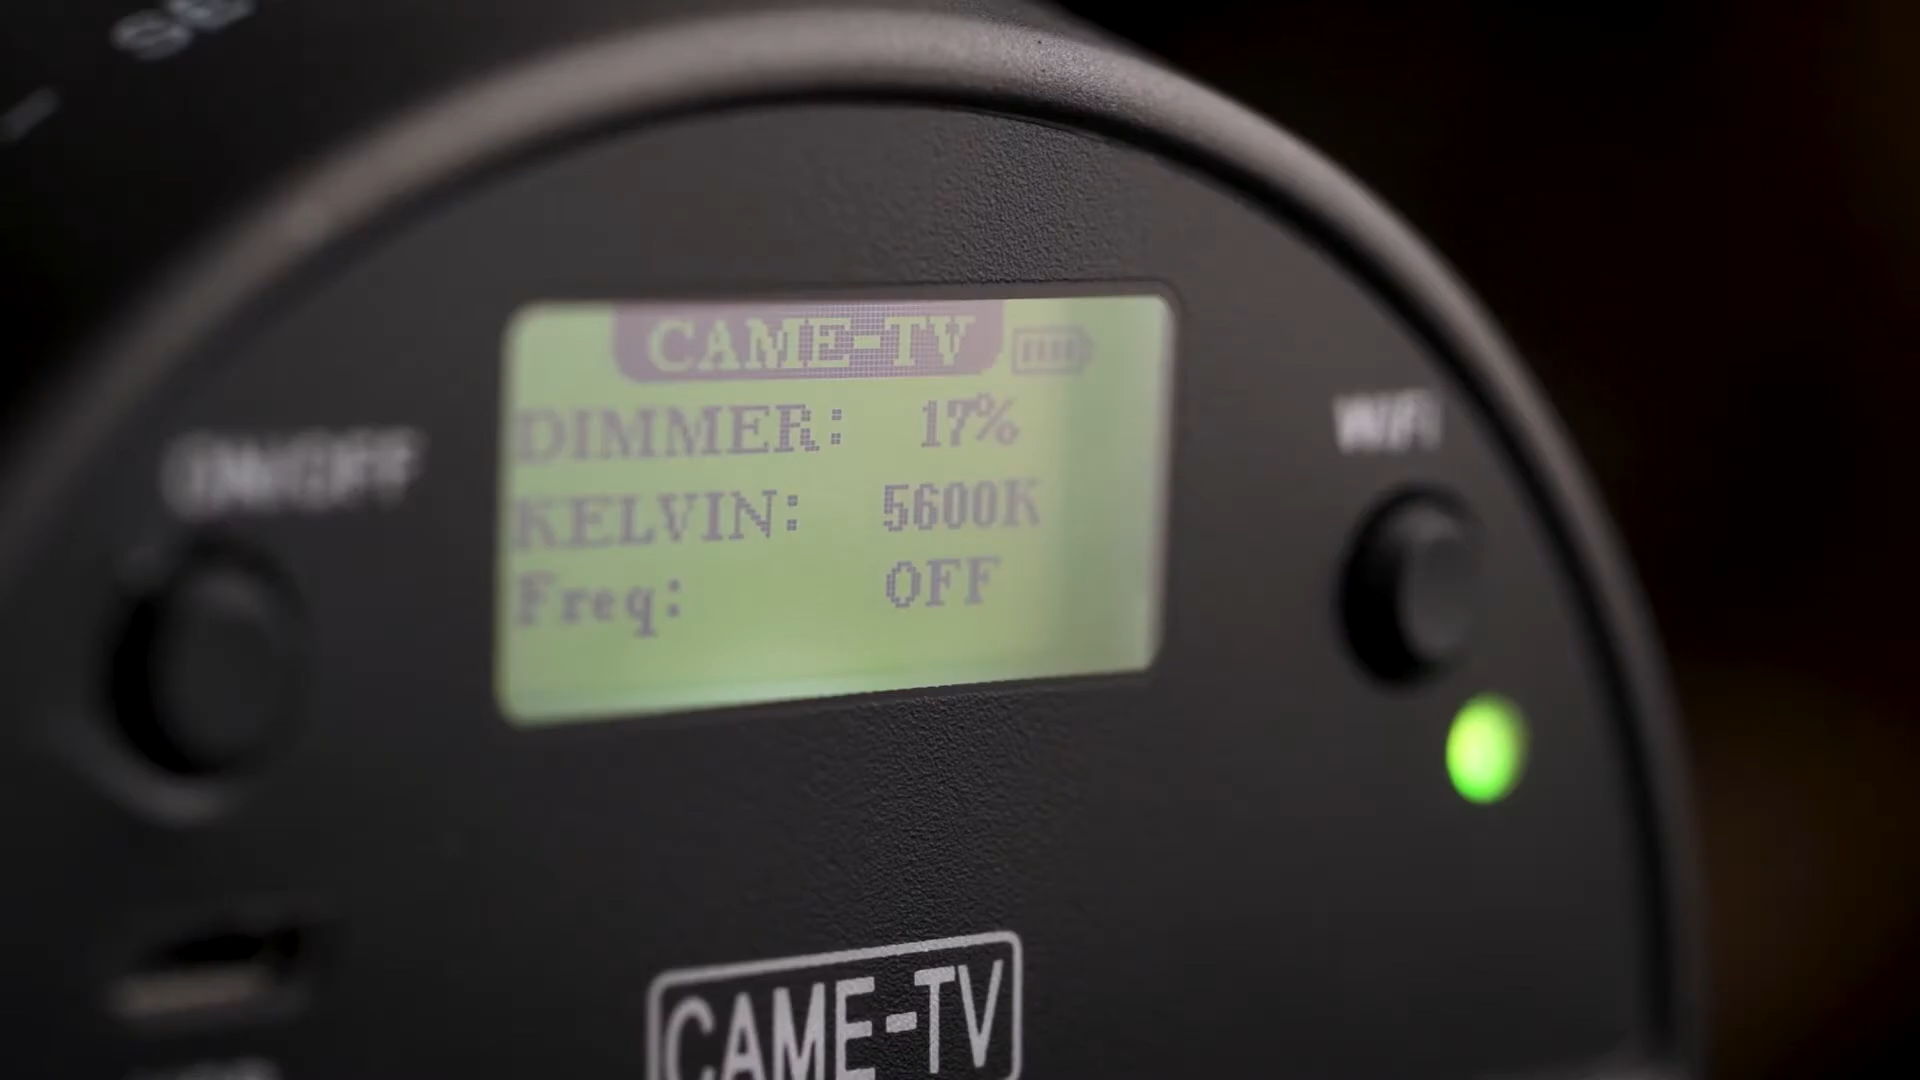 CAME-TV
DIMMER: 17%
KELVIN: 5600K
Freq: OFF
ON/OFF
WiFi
CAME-TV